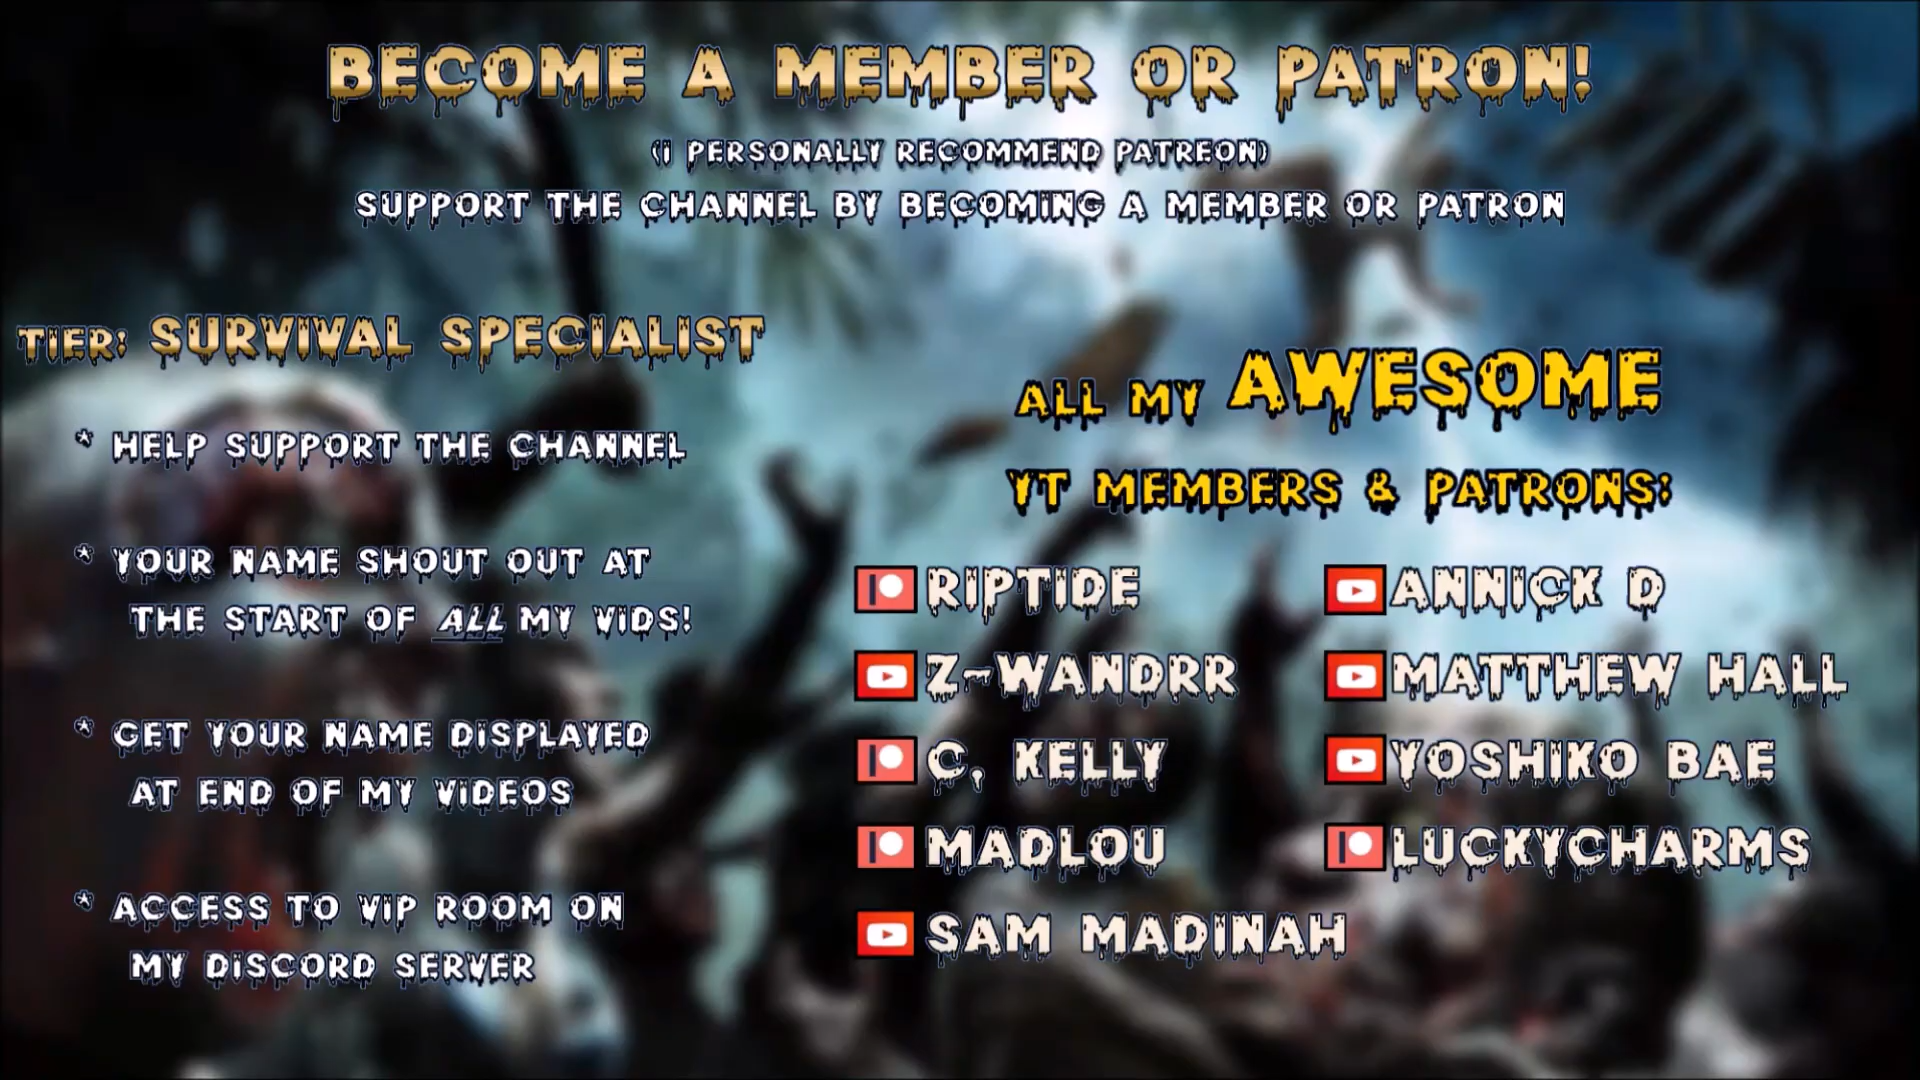 BECOME A MEMBER OR PATRON!
(I PERSONALLY RECOMMEND PATREON)
SUPPORT THE CHANNEL BY BECOMING A MEMBER OR PATRON
TIER: SURVIVAL SPECIALIST
* HELP SUPPORT THE CHANNEL
* YOUR NAME SHOUT OUT AT
THE START OF ALL MY VIDS!
* GET YOUR NAME DISPLAYED
AT END OF MY VIDEOS
* ACCESS TO VIP ROOM ON
MY DISCORD SERVER
ALL MY AWESOME
YT MEMBERS & PATRONS:
RIPTIDE
Z-WANDRR
C. KELLY
MADLOU
SAM MADINAH
ANNICK D
MATTHEW HALL
YOSHIKO BAE
LUCKYCHARMS